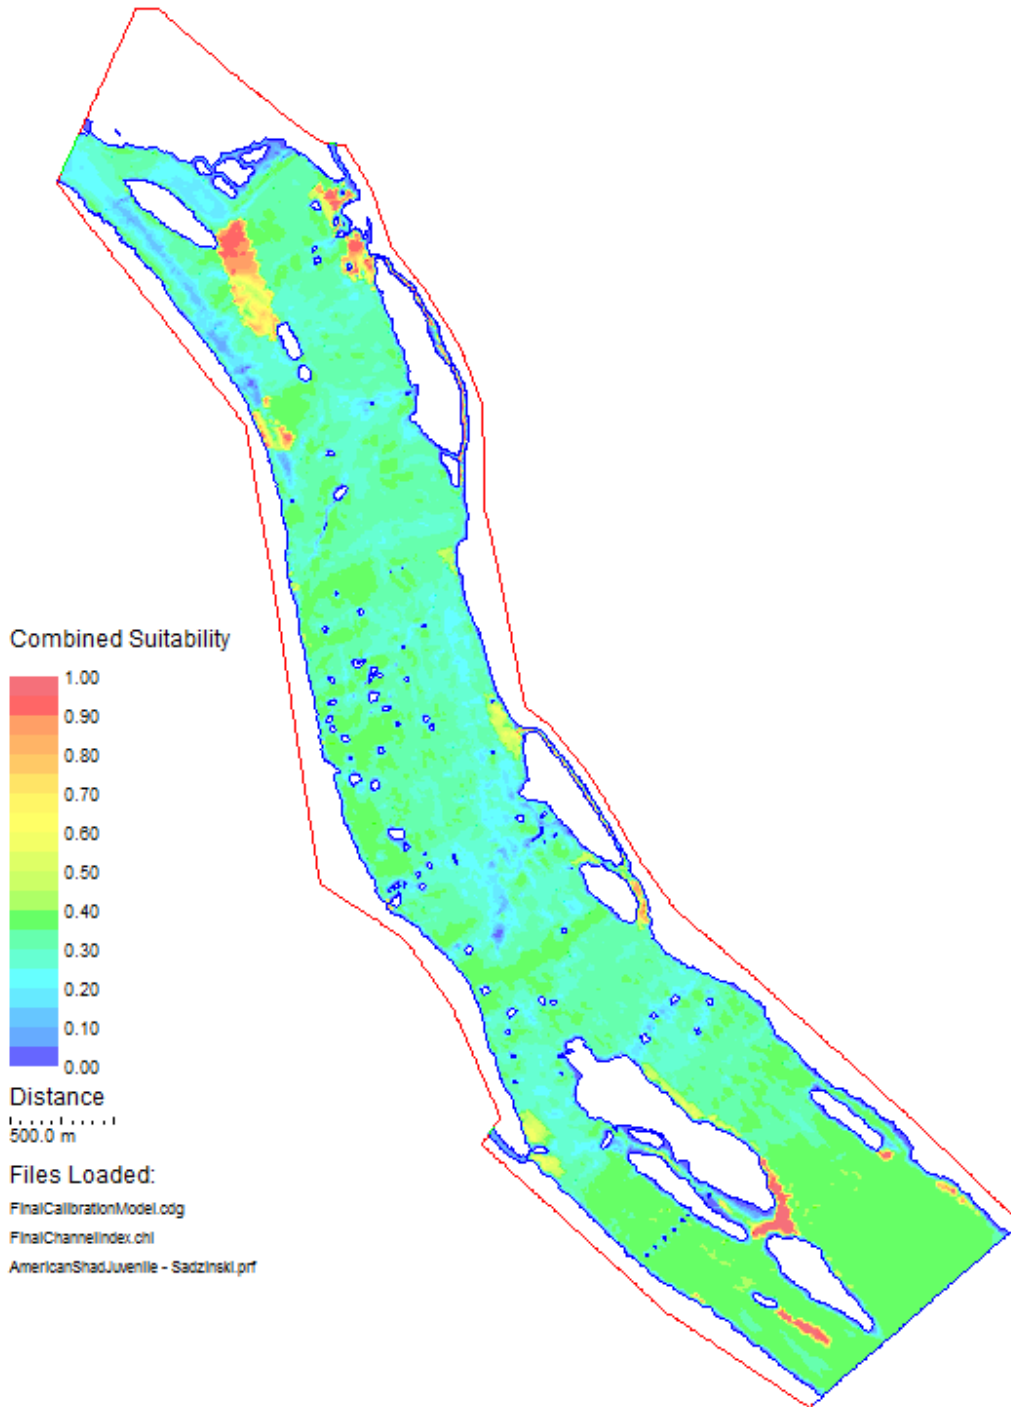 Combined Suitability
1.00
0.90
0.80
0.70
0.60
0.50
0.40
0.30
0.20
0.10
0.00
Distance
500.0 m
Files Loaded:
FinalCalibrationModel.cdg
FinalChannelIndex.chi
AmericanShadJuvenile - Sadzinski.prf